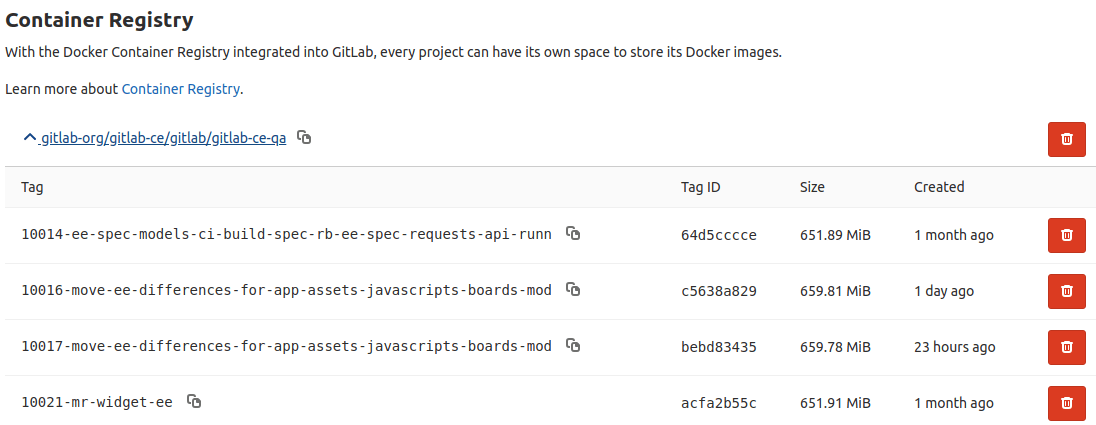 Container Registry
With the Docker Container Registry integrated into GitLab, every project can have its own space to store its Docker images.
Learn more about Container Registry.
gitlab-org/gitlab-ce/gitlab/gitlab-ce-qa
Tag Tag ID Size Created
10014-ee-spec-models-ci-build-spec-rb-ee-spec-requests-api-runn 64d5cccce 651.89 MiB 1 month ago
10016-move-ee-differences-for-app-assets-javascripts-boards-mod c5638a829 659.81 MiB 1 day ago
10017-move-ee-differences-for-app-assets-javascripts-boards-mod bebd83435 659.78 MiB 23 hours ago
10021-mr-widget-ee acfa2b55c 651.91 MiB 1 month ago